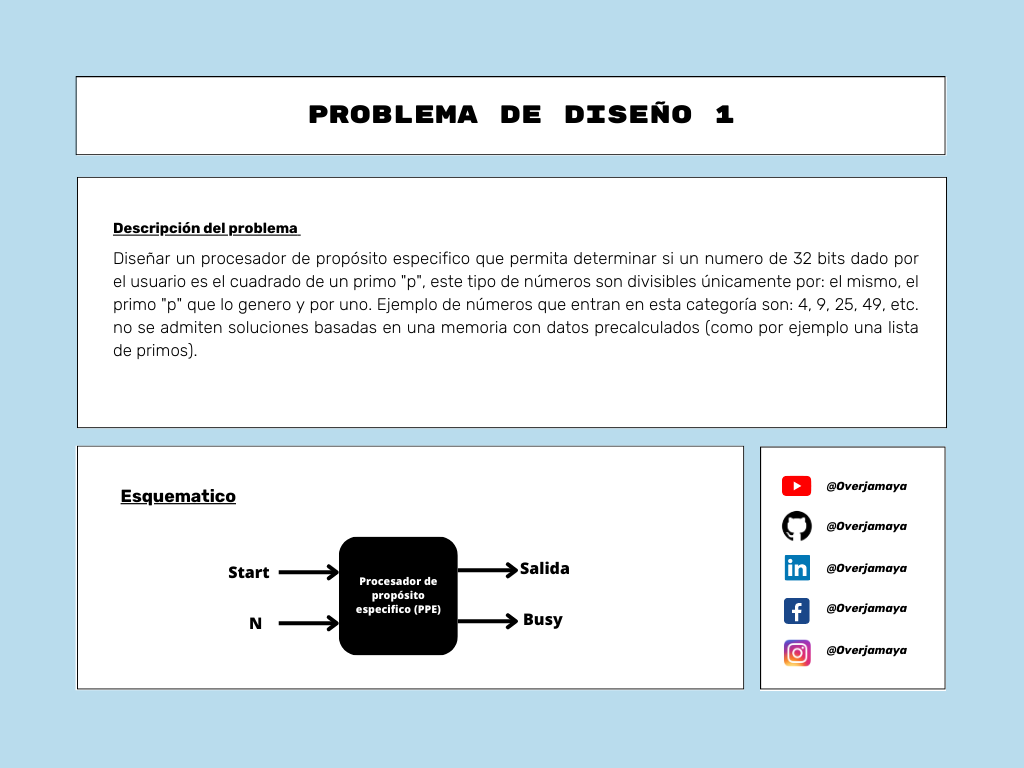 PROBLEMA DE DISEÑO 1
Descripción del problema
Diseñar un procesador de propósito especifico que permita determinar si un numero de 32 bits dado por
el usuario es el cuadrado de un primo "p", este tipo de números son divisibles únicamente por: el mismo, el
primo "p" que lo genero y por uno. Ejemplo de números que entran en esta categoría son: 4, 9, 25, 49, etc.
no se admiten soluciones basadas en una memoria con datos precalculados (como por ejemplo una lista
de primos).
Esquematico
Start
N
Procesador de
propósito
especifico (PPE)
Salida
Busy
@Overjamaya
@Overjamaya
in @Overjamaya
f @Overjamaya
@Overjamaya